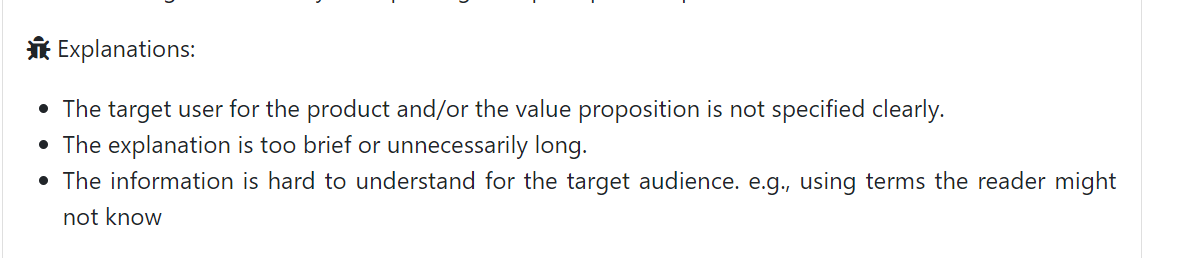 Explanations:
The target user for the product and/or the value proposition is not specified clearly.
The explanation is too brief or unnecessarily long.
The information is hard to understand for the target audience. e.g., using terms the reader might
not know